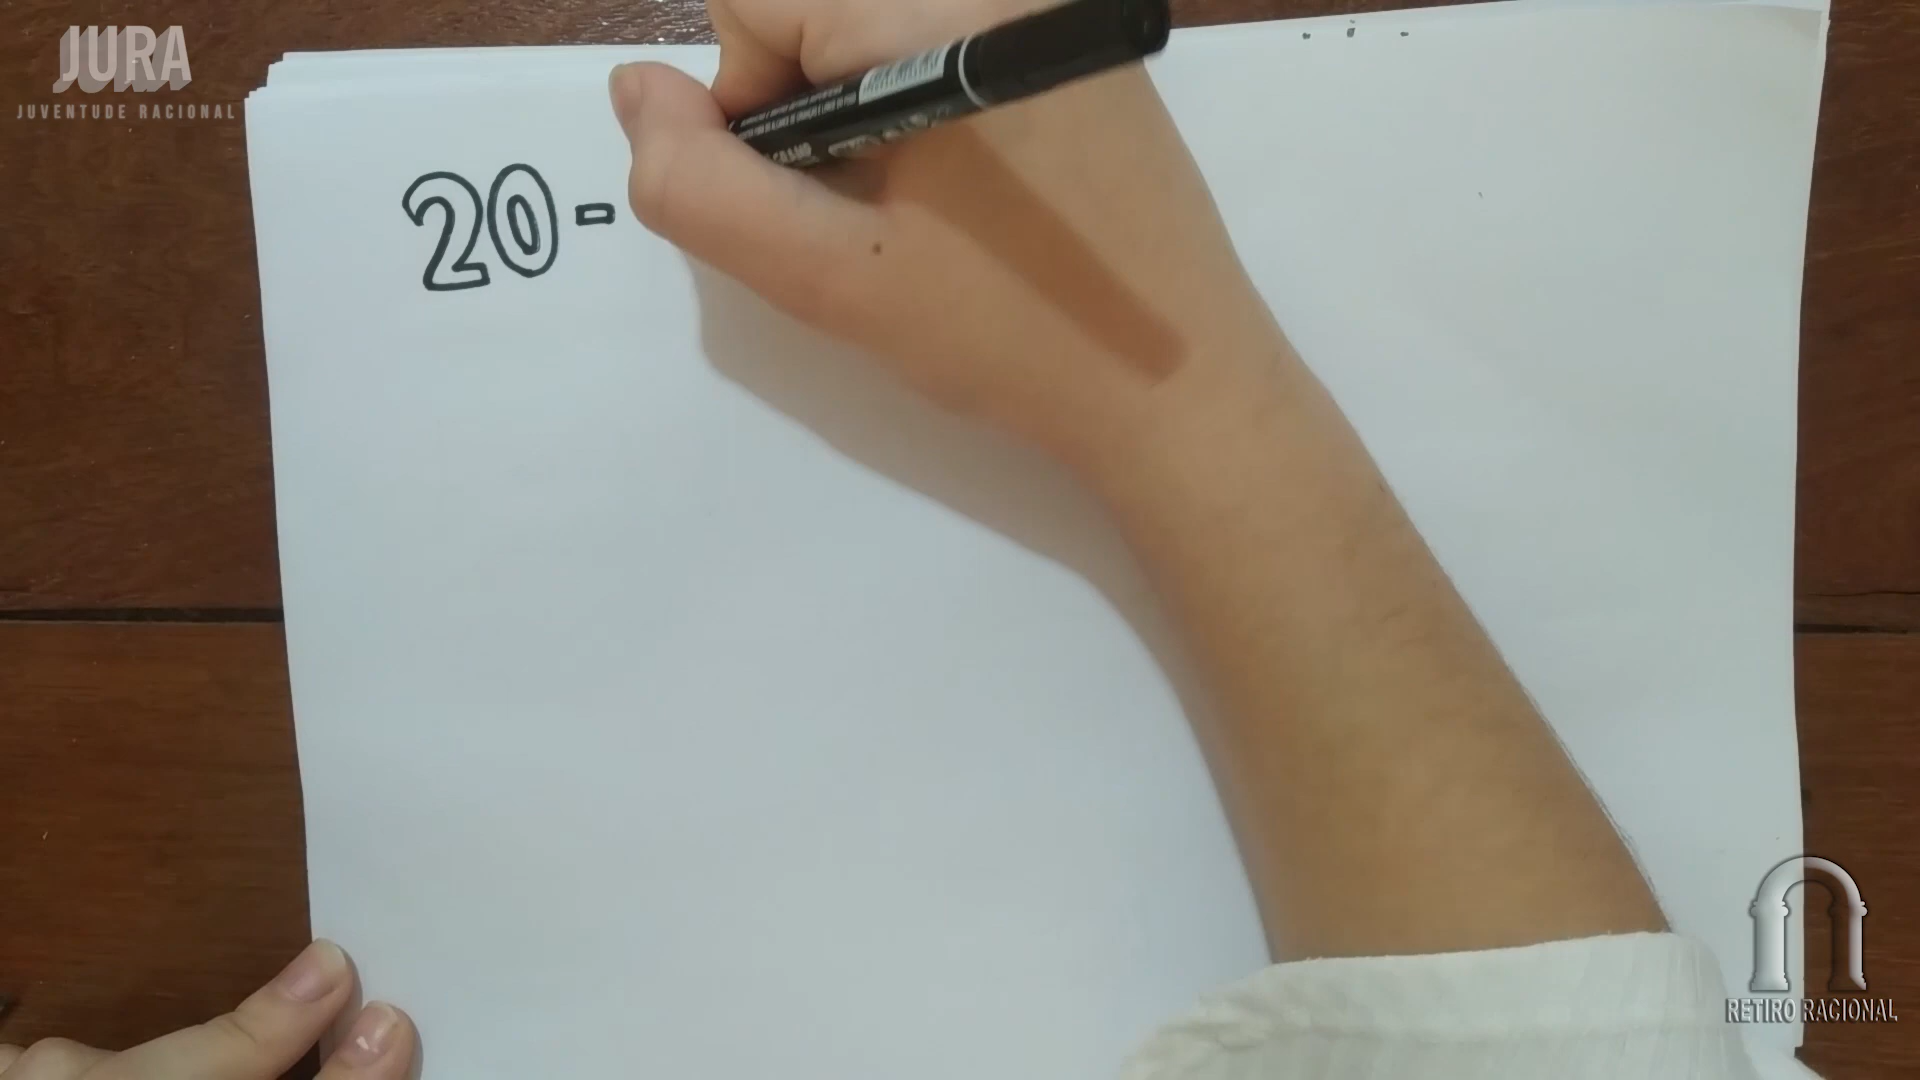 JURA
JUVENTUDE RACIONAL
20-
RETIRO RACIONAL